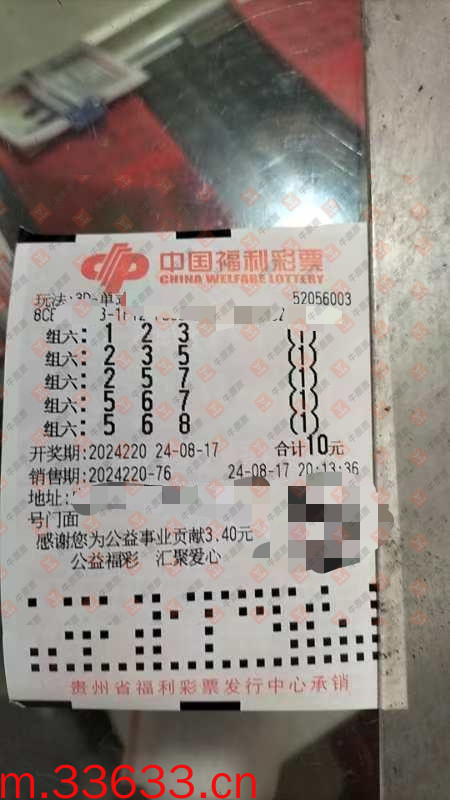 中国福利彩票
CHINA WELFARE LOTTERY
玩法:3D-单 52056003
组六: 1 2 3 (1)
组六: 2 3 5 (1)
组六: 2 5 7 (1)
组六: 5 6 7 (1)
组六: 5 6 8 (1)
开奖期:2024220 24-08-17 合计10元
销售期:2024220-76 24-08-17 20:13:36
地址:
号门面
感谢您为公益事业贡献3.40元
公益福彩 汇聚爱心
贵州省福利彩票发行中心承销
m.33633.cn